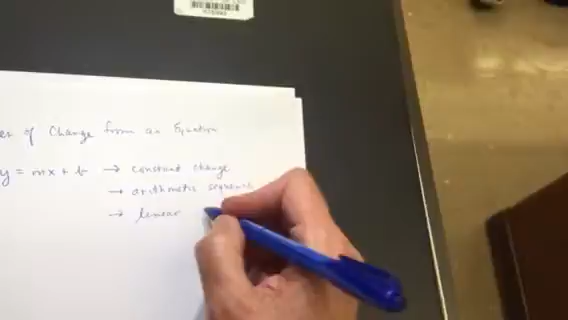 of Change from an Equation
y = mx + b → constant change
→ arithmetic sequence
→ linear